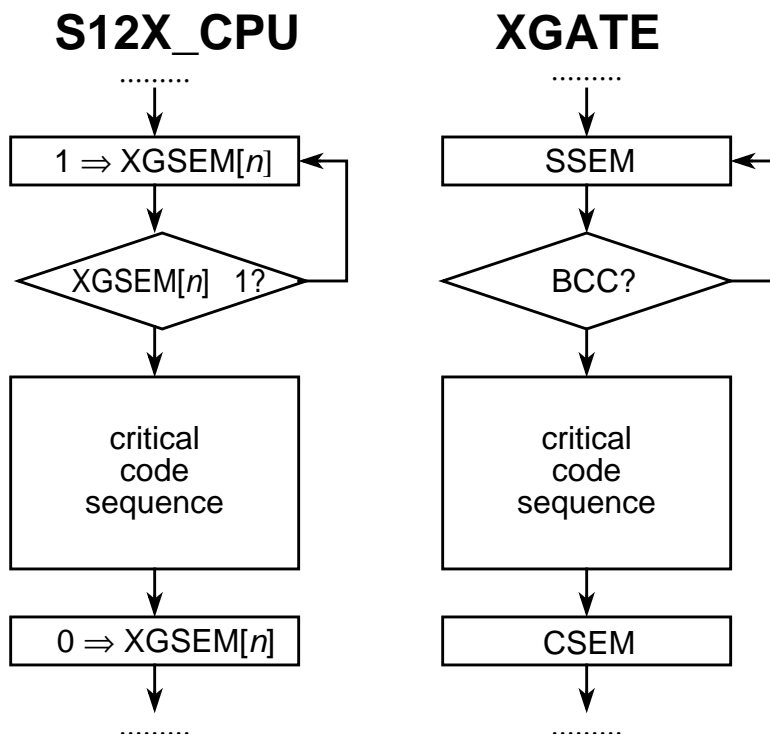 S12X_CPU
.........
1 ⇒ XGSEM[n]
XGSEM[n] 1?
critical
code
sequence
0 ⇒ XGSEM[n]
.........
XGATE
.........
SSEM
BCC?
critical
code
sequence
CSEM
.........